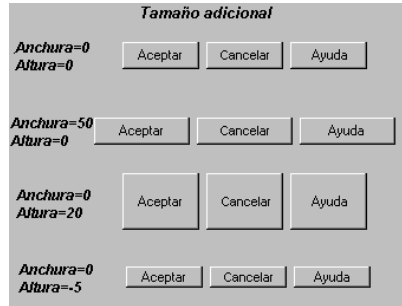 Tamaño adicional
Anchura=0
Altura=0
Aceptar Cancelar Ayuda
Anchura=50
Altura=0
Aceptar Cancelar Ayuda
Anchura=0
Altura=20
Aceptar Cancelar Ayuda
Anchura=0
Altura=-5
Aceptar Cancelar Ayuda